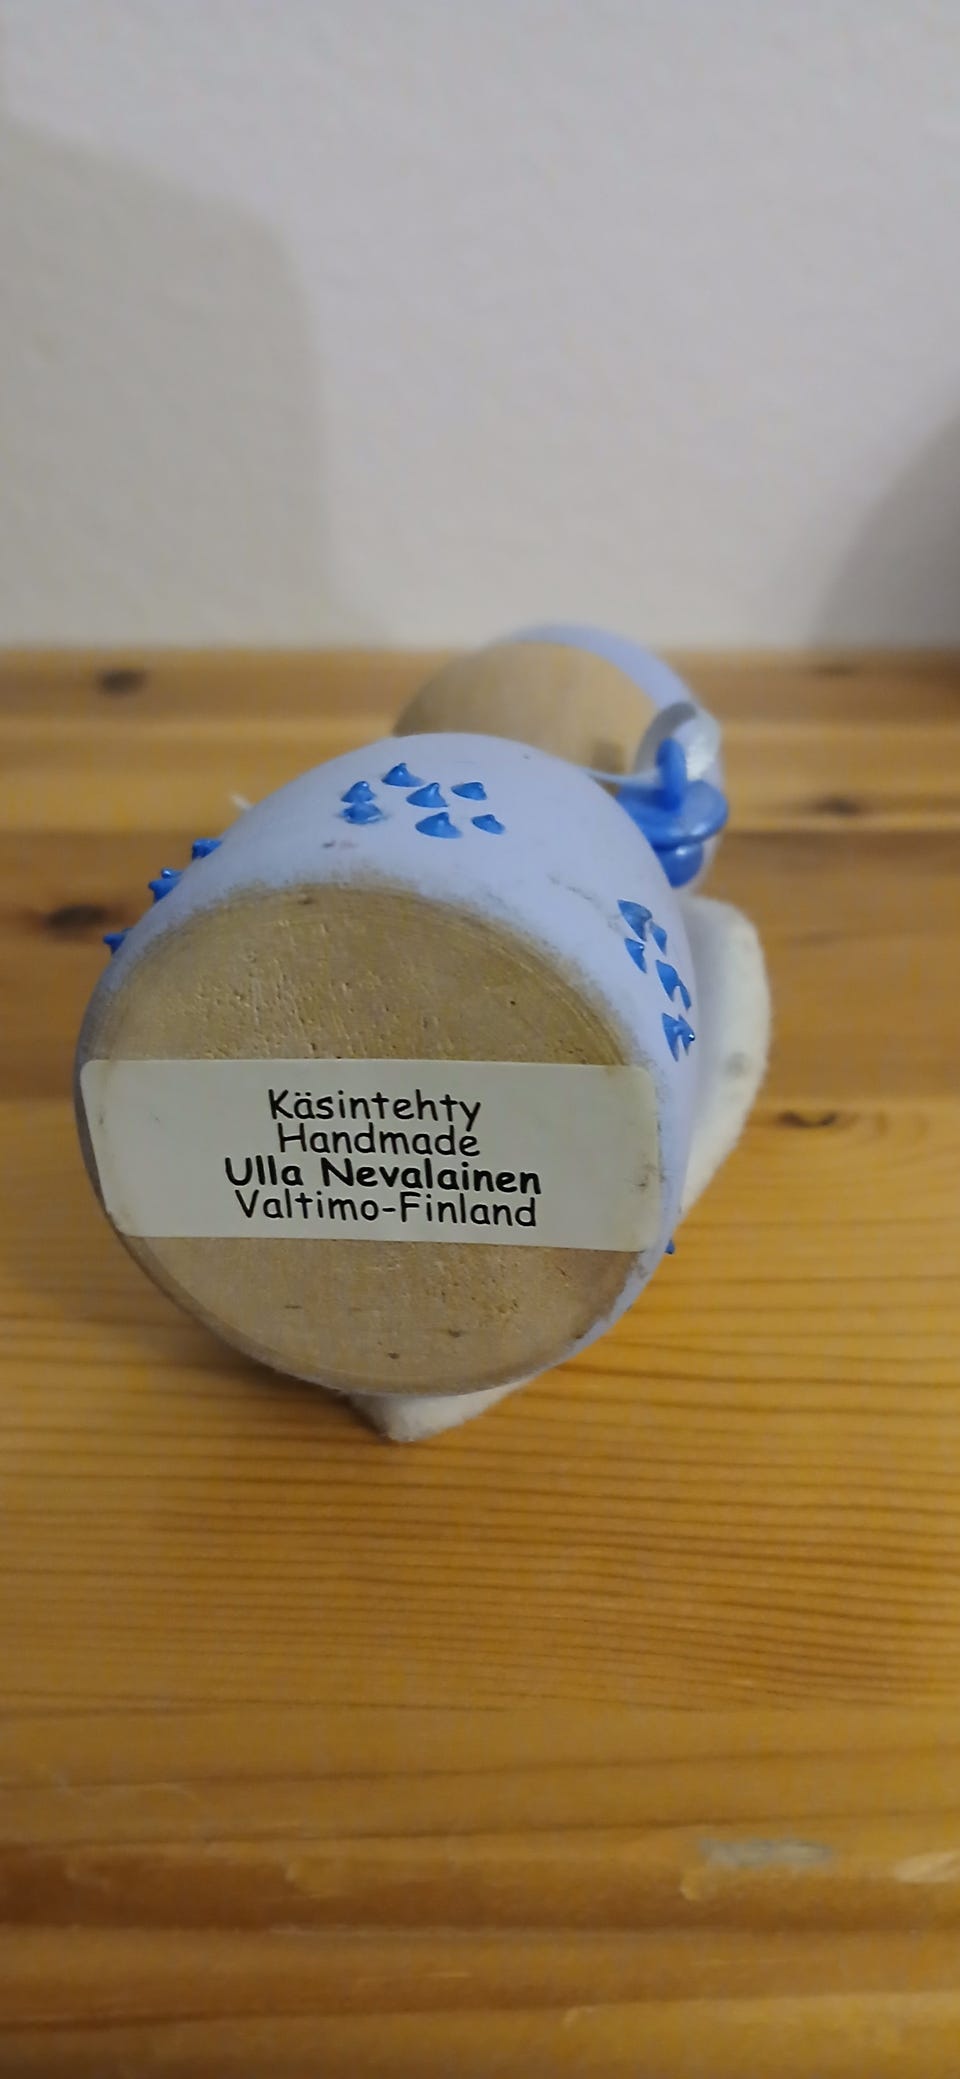 Käsintehty
Handmade
Ulla Nevalainen
Valtimo-Finland